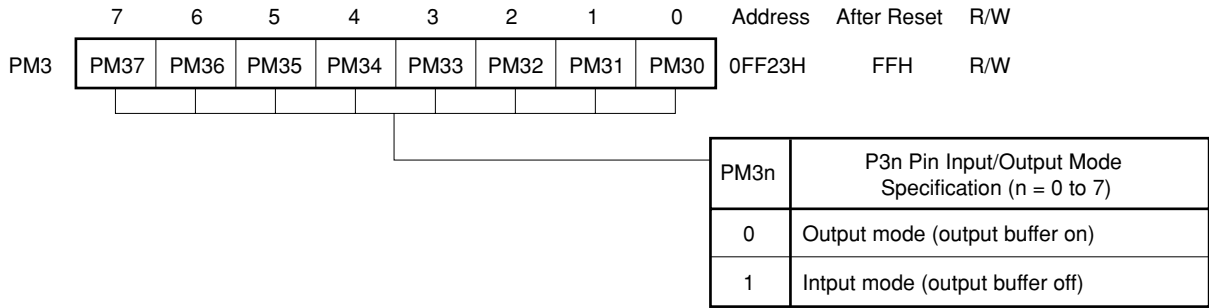 7 6 5 4 3 2 1 0 Address After Reset R/W
PM3 PM37 PM36 PM35 PM34 PM33 PM32 PM31 PM30 0FF23H FFH R/W
PM3n P3n Pin Input/Output Mode
Specification (n = 0 to 7)
0 Output mode (output buffer on)
1 Intput mode (output buffer off)